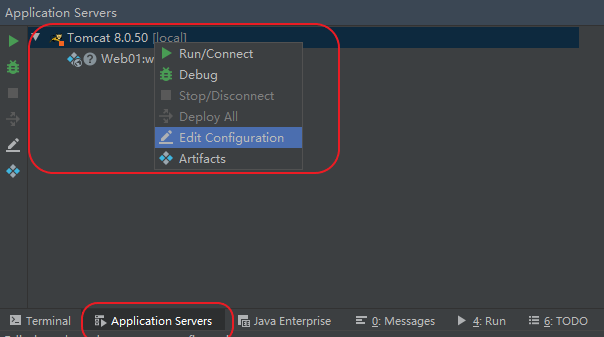 Application Servers
Tomcat 8.0.50 [local]
Web01:w
Run/Connect
Debug
Stop/Disconnect
Deploy All
Edit Configuration
Artifacts
Terminal Application Servers Java Enterprise 0: Messages 4: Run 6: TODO